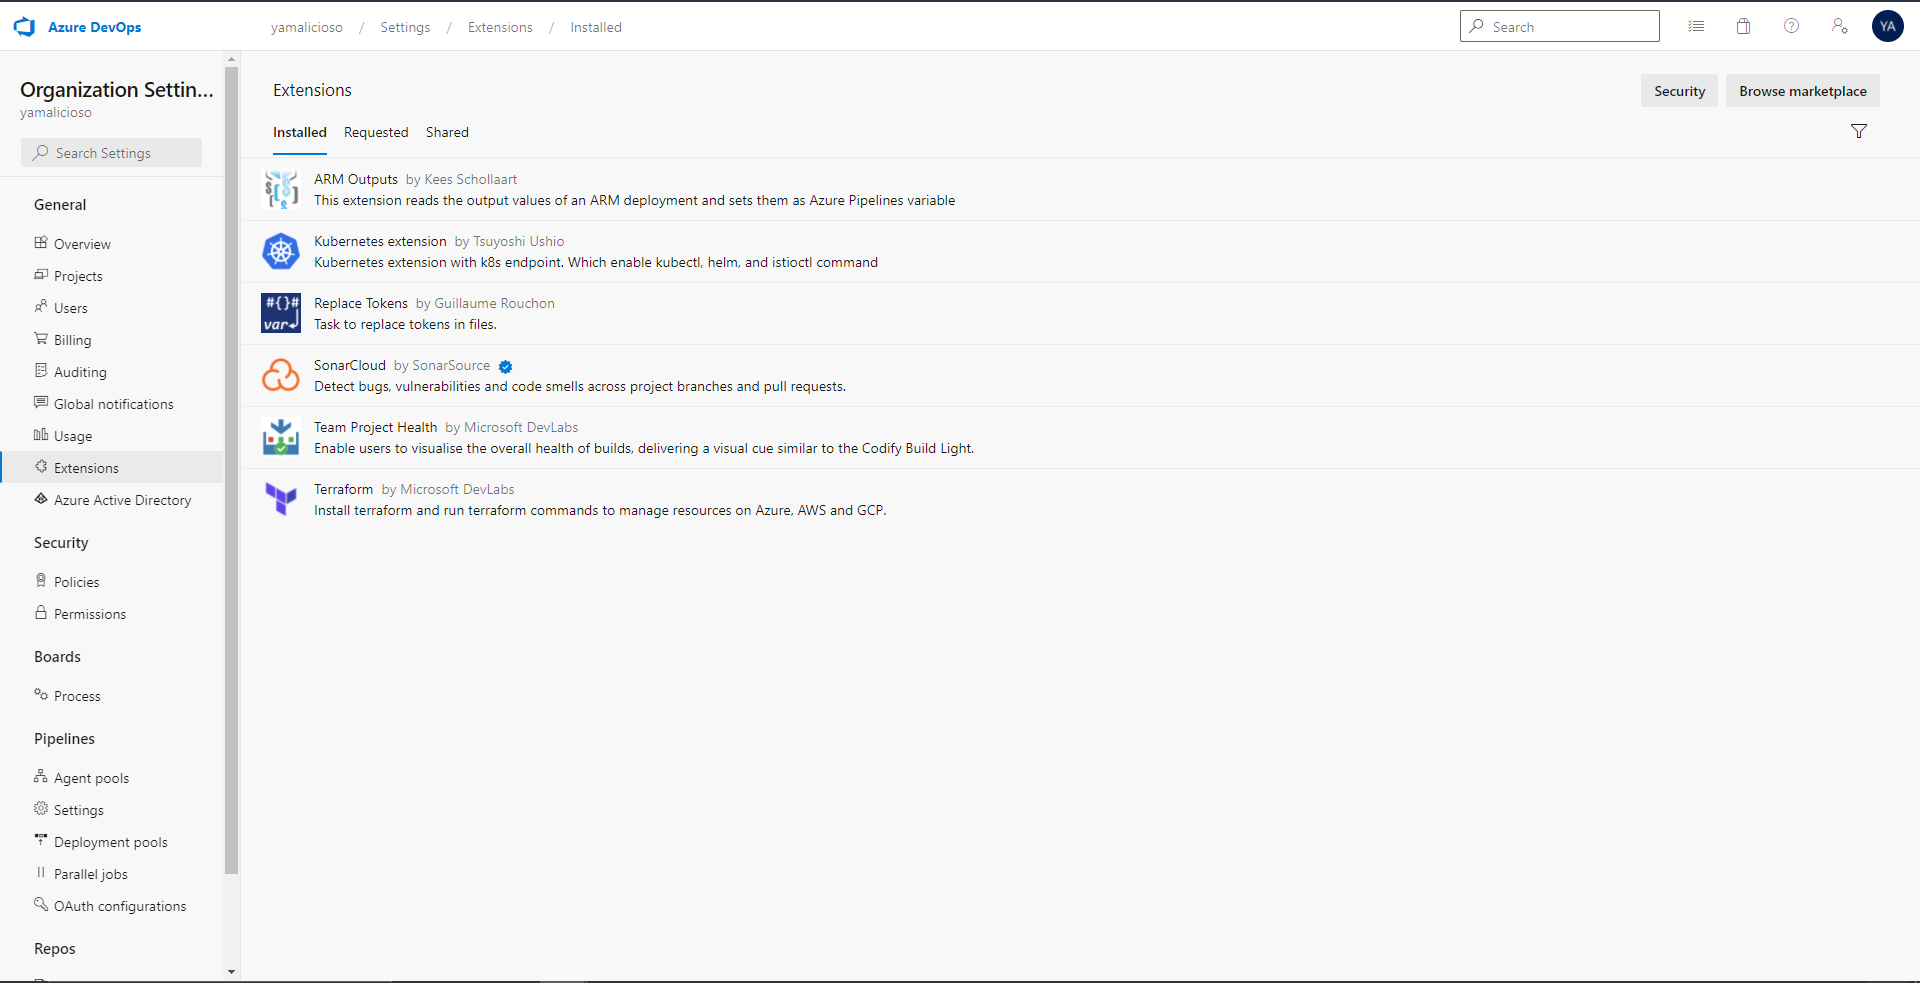 Azure DevOps
yamalicioso / Settings / Extensions / Installed
Search
YA
Organization Settin...
yamalicioso
Search Settings
General
Overview
Projects
Users
Billing
Auditing
Global notifications
Usage
Extensions
Azure Active Directory
Security
Policies
Permissions
Boards
Process
Pipelines
Agent pools
Settings
Deployment pools
Parallel jobs
OAuth configurations
Repos
Extensions
Security
Browse marketplace
Installed Requested Shared
ARM Outputs by Kees Schollaart
This extension reads the output values of an ARM deployment and sets them as Azure Pipelines variable
Kubernetes extension by Tsuyoshi Ushio
Kubernetes extension with k8s endpoint. Which enable kubectl, helm, and istioctl command
#{}#
var
Replace Tokens by Guillaume Rouchon
Task to replace tokens in files.
SonarCloud by SonarSource
Detect bugs, vulnerabilities and code smells across project branches and pull requests.
Team Project Health by Microsoft DevLabs
Enable users to visualise the overall health of builds, delivering a visual cue similar to the Codify Build Light.
Terraform by Microsoft DevLabs
Install terraform and run terraform commands to manage resources on Azure, AWS and GCP.